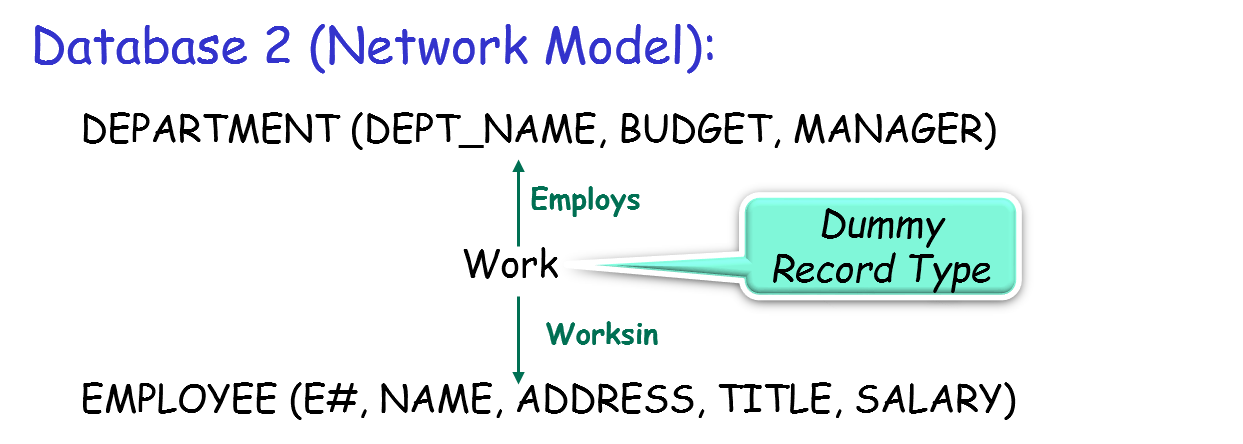 Database 2 (Network Model):
DEPARTMENT (DEPT_NAME, BUDGET, MANAGER)
Employs
Work
Dummy
Record Type
Worksin
EMPLOYEE (E#, NAME, ADDRESS, TITLE, SALARY)